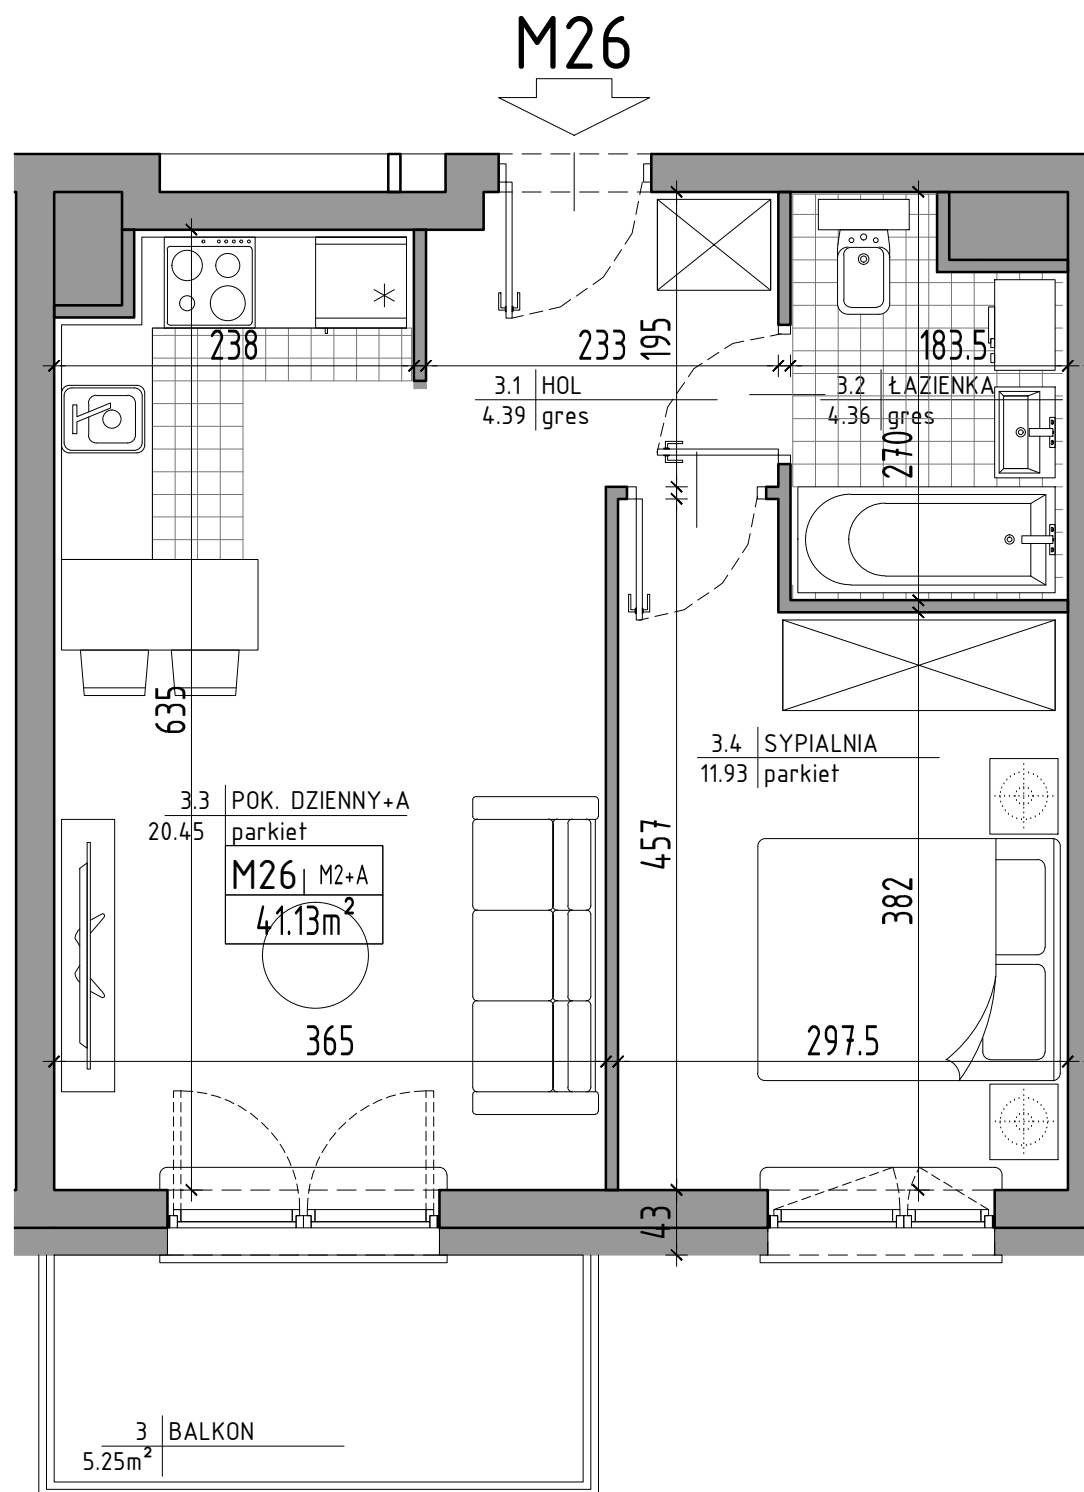 M26
238
233
195
183.5
3.1 HOL
4.39 gres
3.2 ŁAZIENKA
4.36 gres
270
635
3.4 SYPIALNIA
11.93 parkiet
3.3 POK. DZIENNY+A
20.45 parkiet
M26 M2+A
41.13m²
457
382
365
297.5
43
3 BALKON
5.25m²